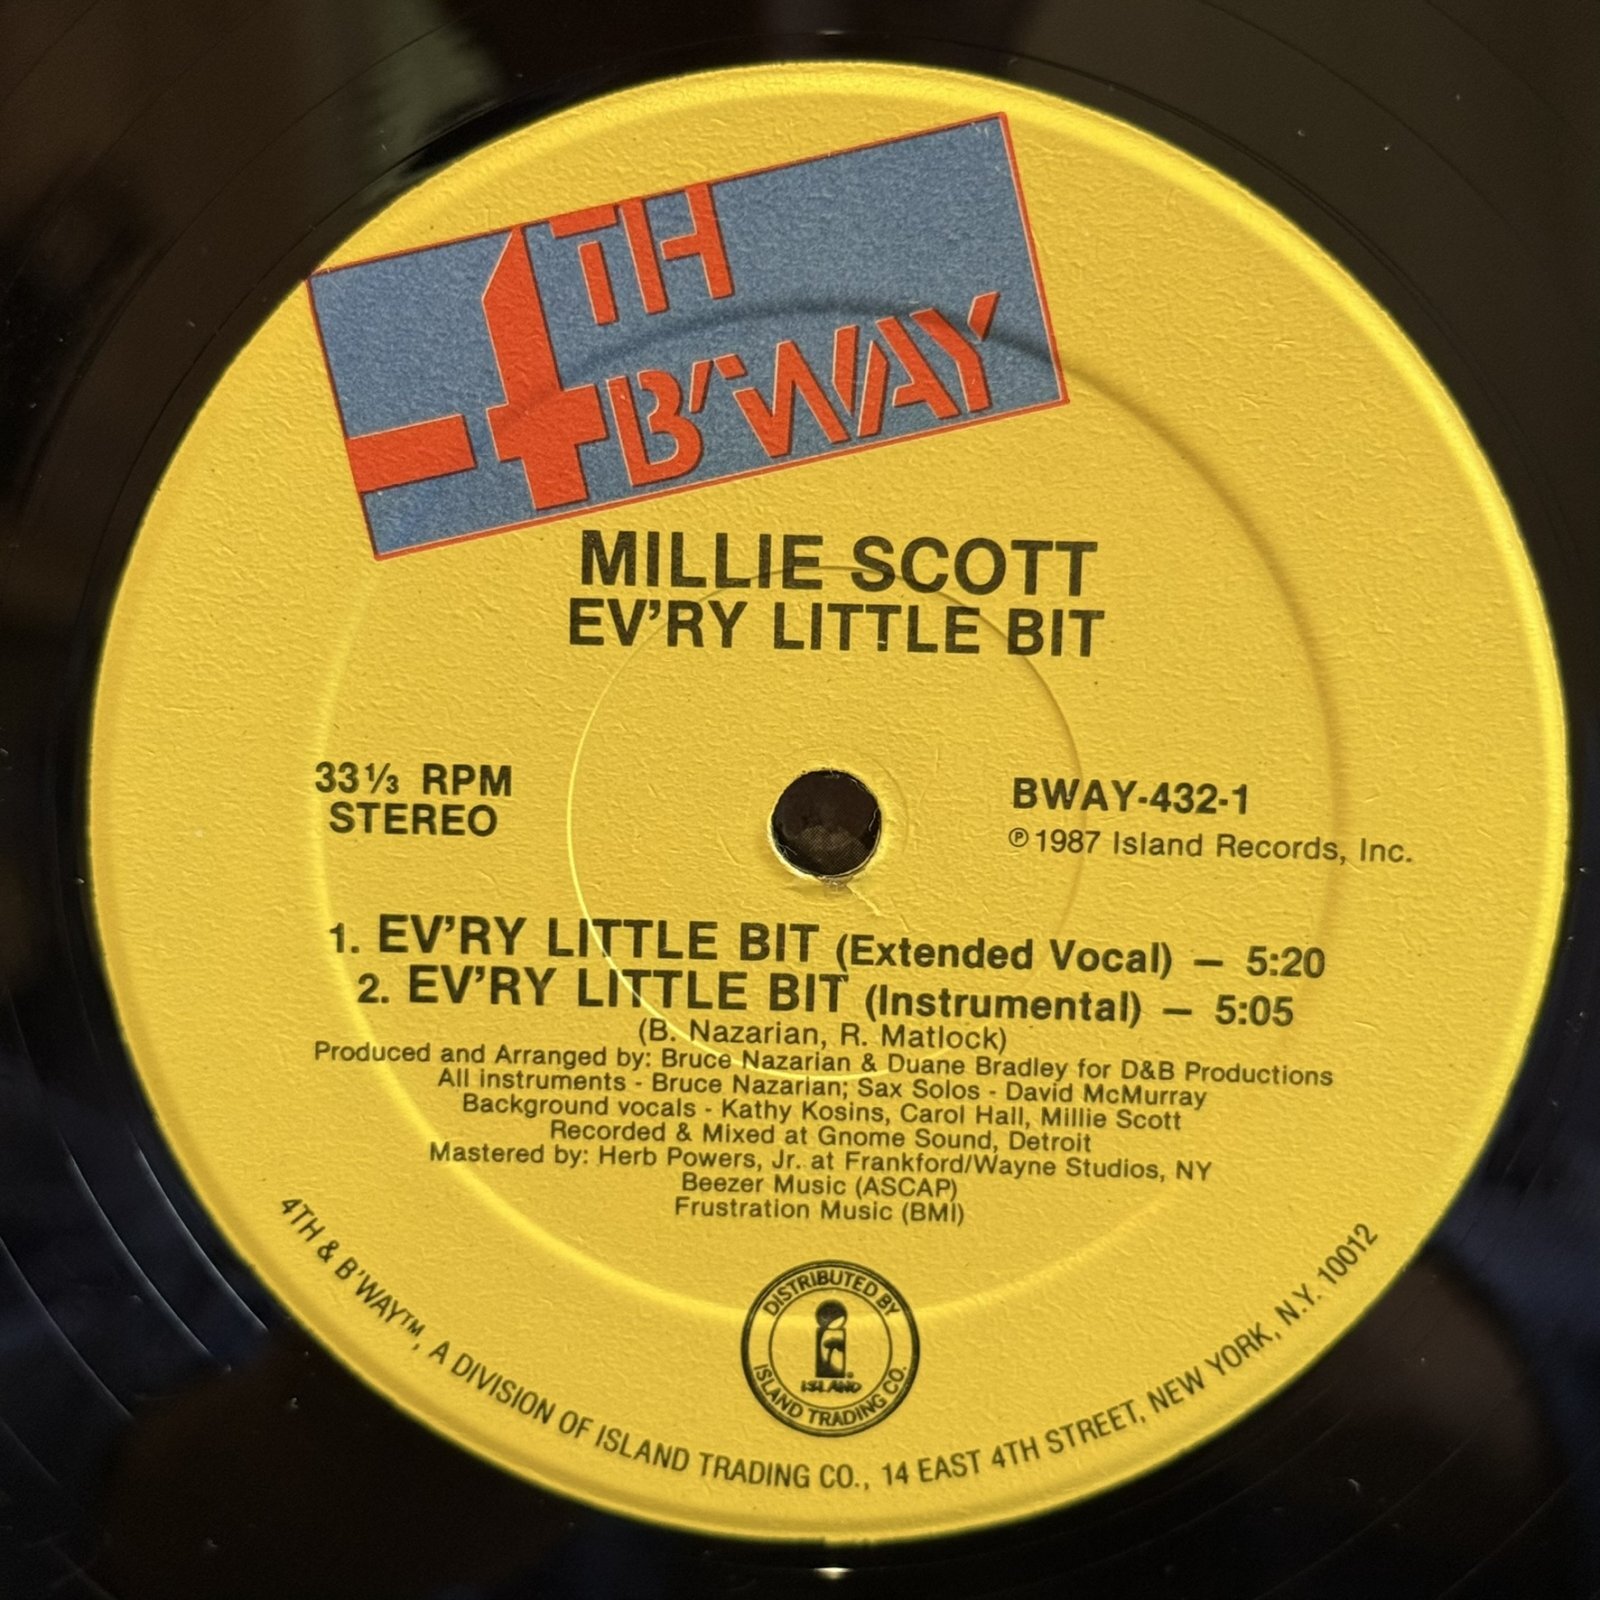 4TH
B'WAY
MILLIE SCOTT
EV'RY LITTLE BIT
33⅓ RPM
STEREO
BWAY-432-1
℗1987 Island Records, Inc.
1. EV'RY LITTLE BIT (Extended Vocal) — 5:20
2. EV'RY LITTLE BIT (Instrumental) — 5:05
(B. Nazarian, R. Matlock)
Produced and Arranged by: Bruce Nazarian & Duane Bradley for D&B Productions
All instruments - Bruce Nazarian; Sax Solos - David McMurray
Background vocals - Kathy Kosins, Carol Hall, Millie Scott
Recorded & Mixed at Gnome Sound, Detroit
Mastered by: Herb Powers, Jr. at Frankford/Wayne Studios, NY
Beezer Music (ASCAP)
Frustration Music (BMI)
DISTRIBUTED BY
ISLAND
ISLAND TRADING CO.
4TH & B'WAY™, A DIVISION OF ISLAND TRADING CO., 14 EAST 4TH STREET, NEW YORK, N.Y. 10012